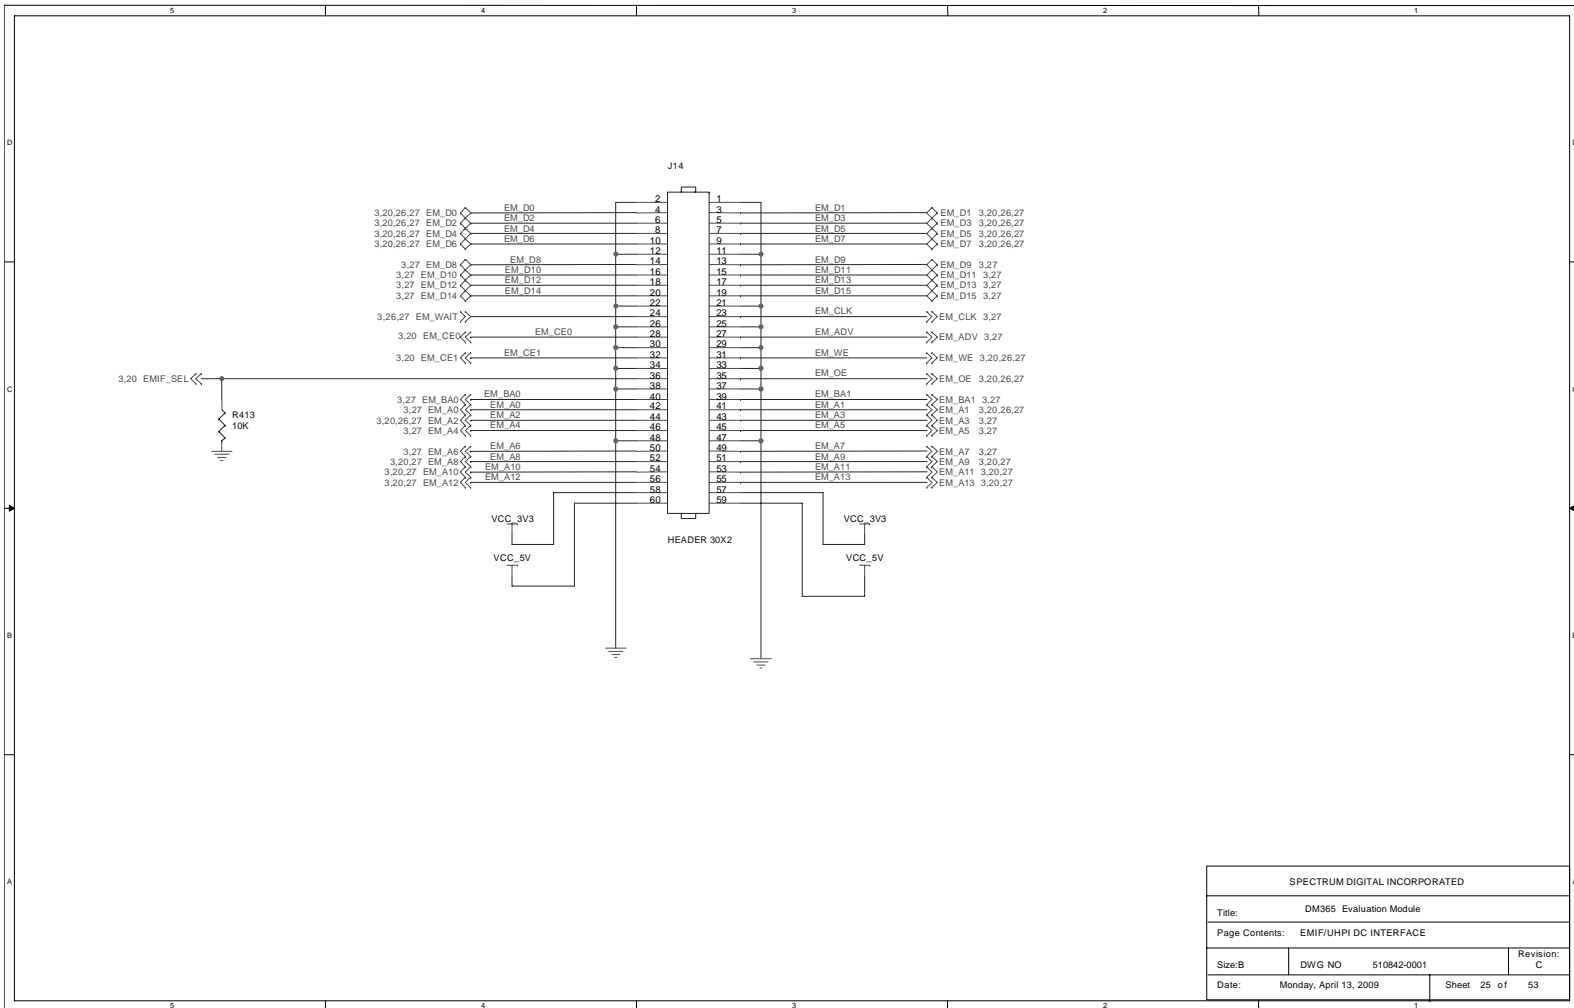 5 4 3 2 1
D
D
C
C
B
B
A
A
J14
2 1
3,20,26,27 EM_D0 EM_D0 4 3 EM_D1 EM_D1 3,20,26,27
3,20,26,27 EM_D2 EM_D2 6 5 EM_D3 EM_D3 3,20,26,27
3,20,26,27 EM_D4 EM_D4 8 7 EM_D5 EM_D5 3,20,26,27
3,20,26,27 EM_D6 EM_D6 10 9 EM_D7 EM_D7 3,20,26,27
12 11
3,27 EM_D8 EM_D8 14 13 EM_D9 EM_D9 3,27
3,27 EM_D10 EM_D10 16 15 EM_D11 EM_D11 3,27
3,27 EM_D12 EM_D12 18 17 EM_D13 EM_D13 3,27
3,27 EM_D14 EM_D14 20 19 EM_D15 EM_D15 3,27
22 21
3,26,27 EM_WAIT 24 23 EM_CLK EM_CLK 3,27
26 25
3,20 EM_CE0 EM_CE0 28 27 EM_ADV EM_ADV 3,27
30 29
3,20 EM_CE1 EM_CE1 32 31 EM_WE EM_WE 3,20,26,27
34 33
3,20 EMIF_SEL 36 35 EM_OE EM_OE 3,20,26,27
38 37
3,27 EM_BA0 EM_BA0 40 39 EM_BA1 EM_BA1 3,27
3,27 EM_A0 EM_A0 42 41 EM_A1 EM_A1 3,20,26,27
3,20,26,27 EM_A2 EM_A2 44 43 EM_A3 EM_A3 3,27
3,27 EM_A4 EM_A4 46 45 EM_A5 EM_A5 3,27
R413
10K
48 47
3,27 EM_A6 EM_A6 50 49 EM_A7 EM_A7 3,27
3,20,27 EM_A8 EM_A8 52 51 EM_A9 EM_A9 3,20,27
3,20,27 EM_A10 EM_A10 54 53 EM_A11 EM_A11 3,20,27
3,20,27 EM_A12 EM_A12 56 55 EM_A13 EM_A13 3,20,27
58 57
60 59
VCC_3V3 VCC_3V3
HEADER 30X2
VCC_5V VCC_5V
SPECTRUM DIGITAL INCORPORATED
Title: DM365 Evaluation Module
Page Contents: EMIF/UHPI DC INTERFACE
Size:B DWG NO 510842-0001 Revision: C
Date: Monday, April 13, 2009 Sheet 25 of 53
5 4 3 2 1